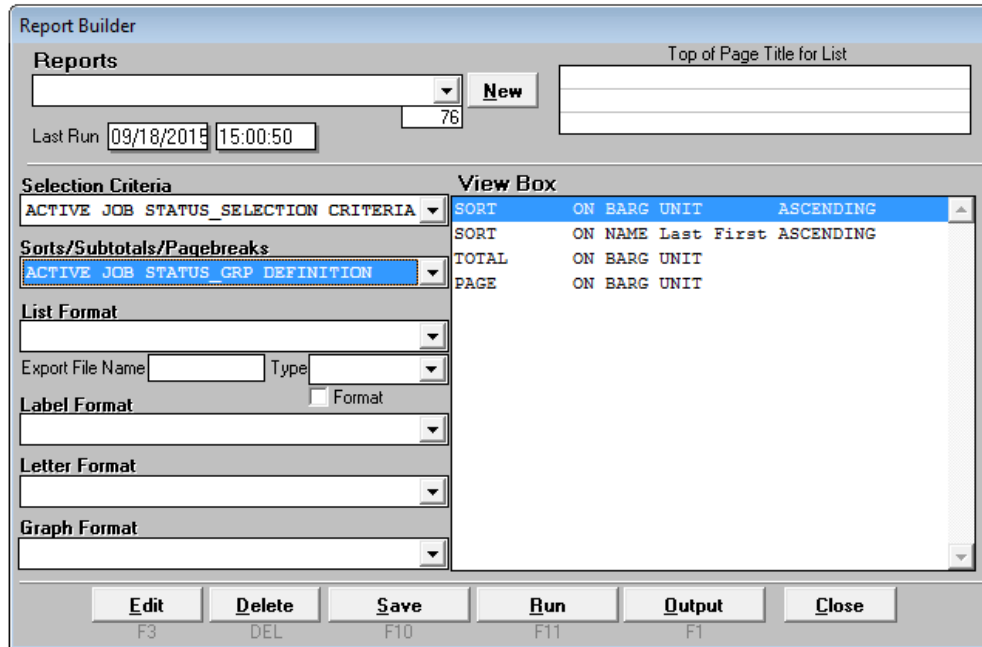 Report Builder
Reports
Top of Page Title for List
New
76
Last Run 09/18/2015 15:00:50
Selection Criteria
ACTIVE JOB STATUS_SELECTION CRITERIA
Sorts/Subtotals/Pagebreaks
ACTIVE JOB STATUS_GRP DEFINITION
List Format
Export File Name Type
Format
Label Format
Letter Format
Graph Format
View Box
SORT ON BARG UNIT ASCENDING
SORT ON NAME Last First ASCENDING
TOTAL ON BARG UNIT
PAGE ON BARG UNIT
Edit Delete Save Run Output Close
F3 DEL F10 F11 F1